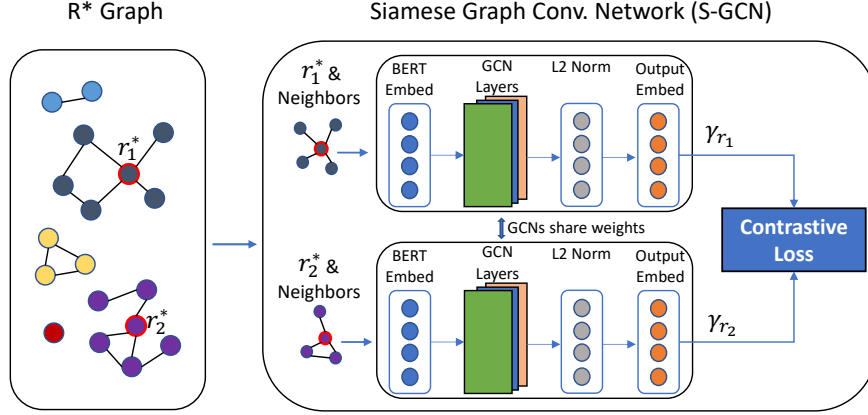 R* Graph
Siamese Graph Conv. Network (S-GCN)
r₁*
r₂*
r₁* &
Neighbors
BERT
Embed
GCN
Layers
L2 Norm
Output
Embed
γr₁
GCNs share weights
Contrastive
Loss
r₂* &
Neighbors
BERT
Embed
GCN
Layers
L2 Norm
Output
Embed
γr₂